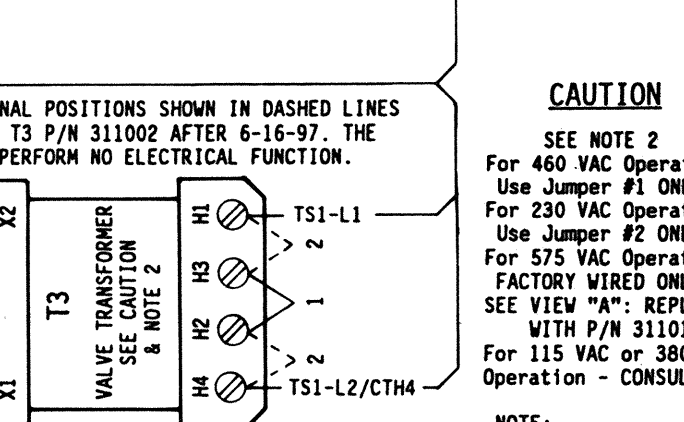 NAL POSITIONS SHOWN IN DASHED LINES
T3 P/N 311002 AFTER 6-16-97. THE
PERFORM NO ELECTRICAL FUNCTION.
X2
X1
T3
VALVE TRANSFORMER
SEE CAUTION
& NOTE 2
H1
H3
H2
H4
TS1-L1
2
1
2
TS1-L2/CTH4
CAUTION
SEE NOTE 2
For 460 VAC Operat
Use Jumper #1 ONL
For 230 VAC Operat
Use Jumper #2 ONL
For 575 VAC Operat
FACTORY WIRED ONL
SEE VIEW "A": REPL
WITH P/N 31101
For 115 VAC or 380
Operation - CONSUL
NOTE: